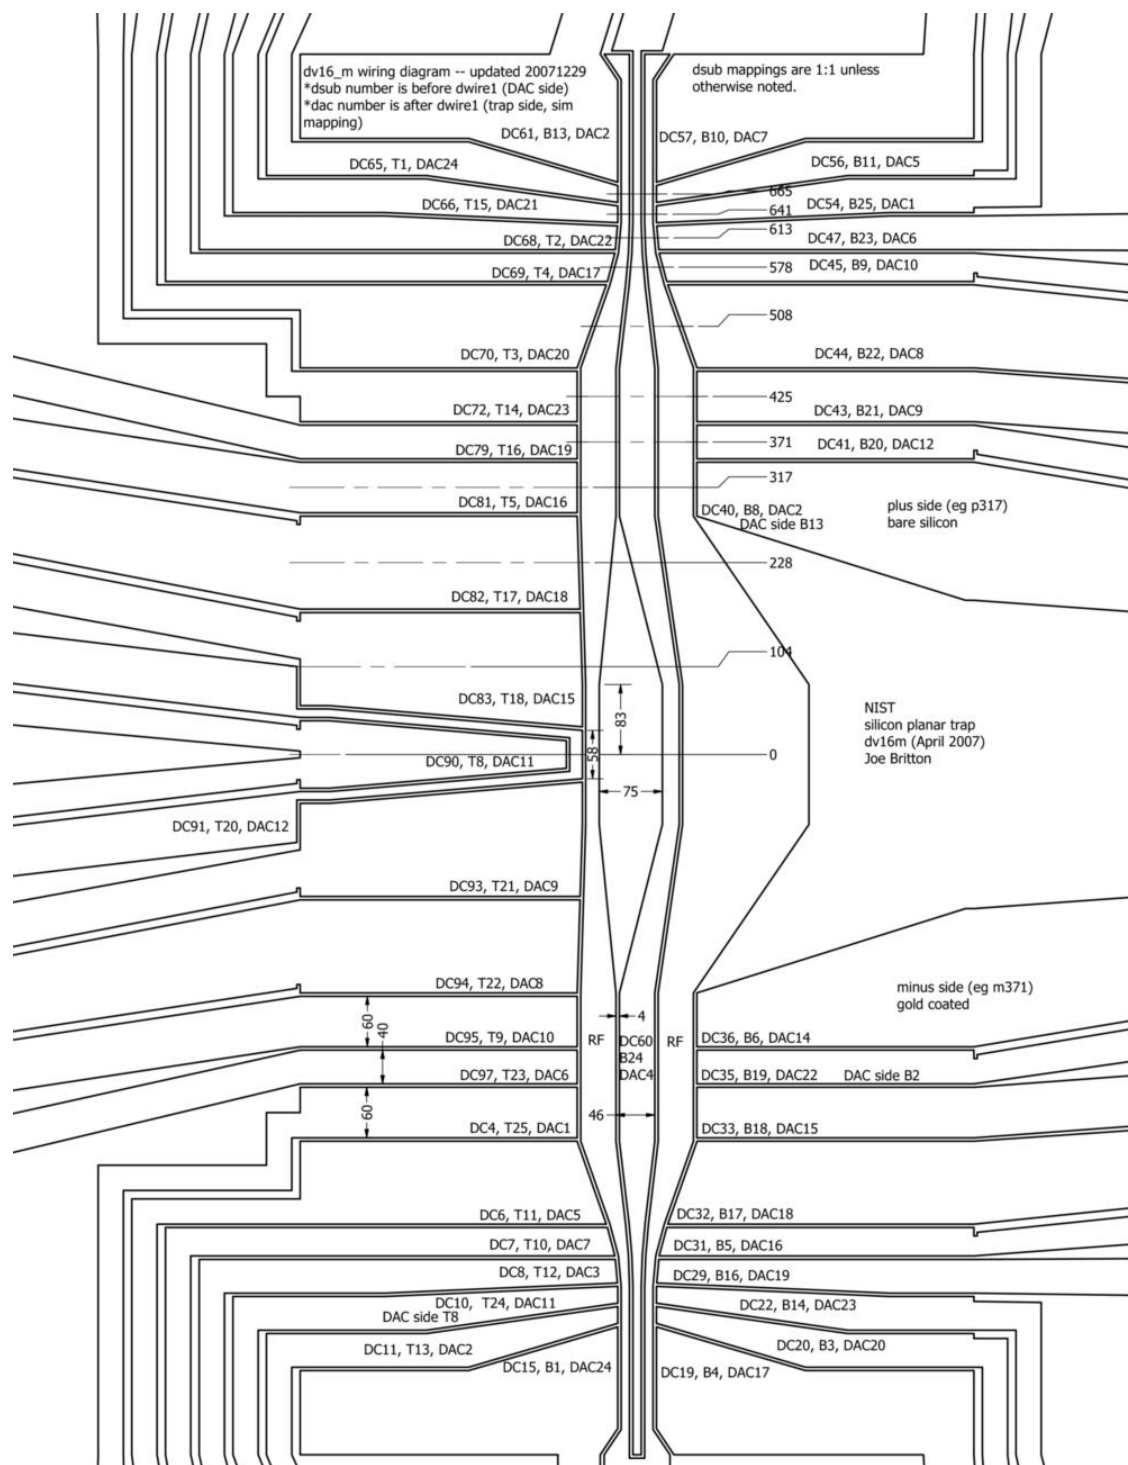 dv16_m wiring diagram -- updated 20071229
*dsub number is before dwire1 (DAC side)
*dac number is after dwire1 (trap side, sim
mapping)
dsub mappings are 1:1 unless
otherwise noted.
DC61, B13, DAC2
DC57, B10, DAC7
DC65, T1, DAC24
DC56, B11, DAC5
665
DC66, T15, DAC21
DC54, B25, DAC1
641
613
DC68, T2, DAC22
DC47, B23, DAC6
DC69, T4, DAC17
578
DC45, B9, DAC10
508
DC70, T3, DAC20
DC44, B22, DAC8
425
DC72, T14, DAC23
DC43, B21, DAC9
DC79, T16, DAC19
371
DC41, B20, DAC12
317
DC81, T5, DAC16
DC40, B8, DAC2
DAC side B13
plus side (eg p317)
bare silicon
228
DC82, T17, DAC18
104
DC83, T18, DAC15
83
NIST
silicon planar trap
dv16m (April 2007)
Joe Britton
58
DC90, T8, DAC11
0
75
DC91, T20, DAC12
DC93, T21, DAC9
DC94, T22, DAC8
minus side (eg m371)
gold coated
4
60
40
DC95, T9, DAC10
RF
DC60
B24
DAC4
RF
DC36, B6, DAC14
DC97, T23, DAC6
DC35, B19, DAC22
DAC side B2
60
46
DC4, T25, DAC1
DC33, B18, DAC15
DC6, T11, DAC5
DC32, B17, DAC18
DC7, T10, DAC7
DC31, B5, DAC16
DC8, T12, DAC3
DC29, B16, DAC19
DC10, T24, DAC11
DAC side T8
DC22, B14, DAC23
DC11, T13, DAC2
DC20, B3, DAC20
DC15, B1, DAC24
DC19, B4, DAC17